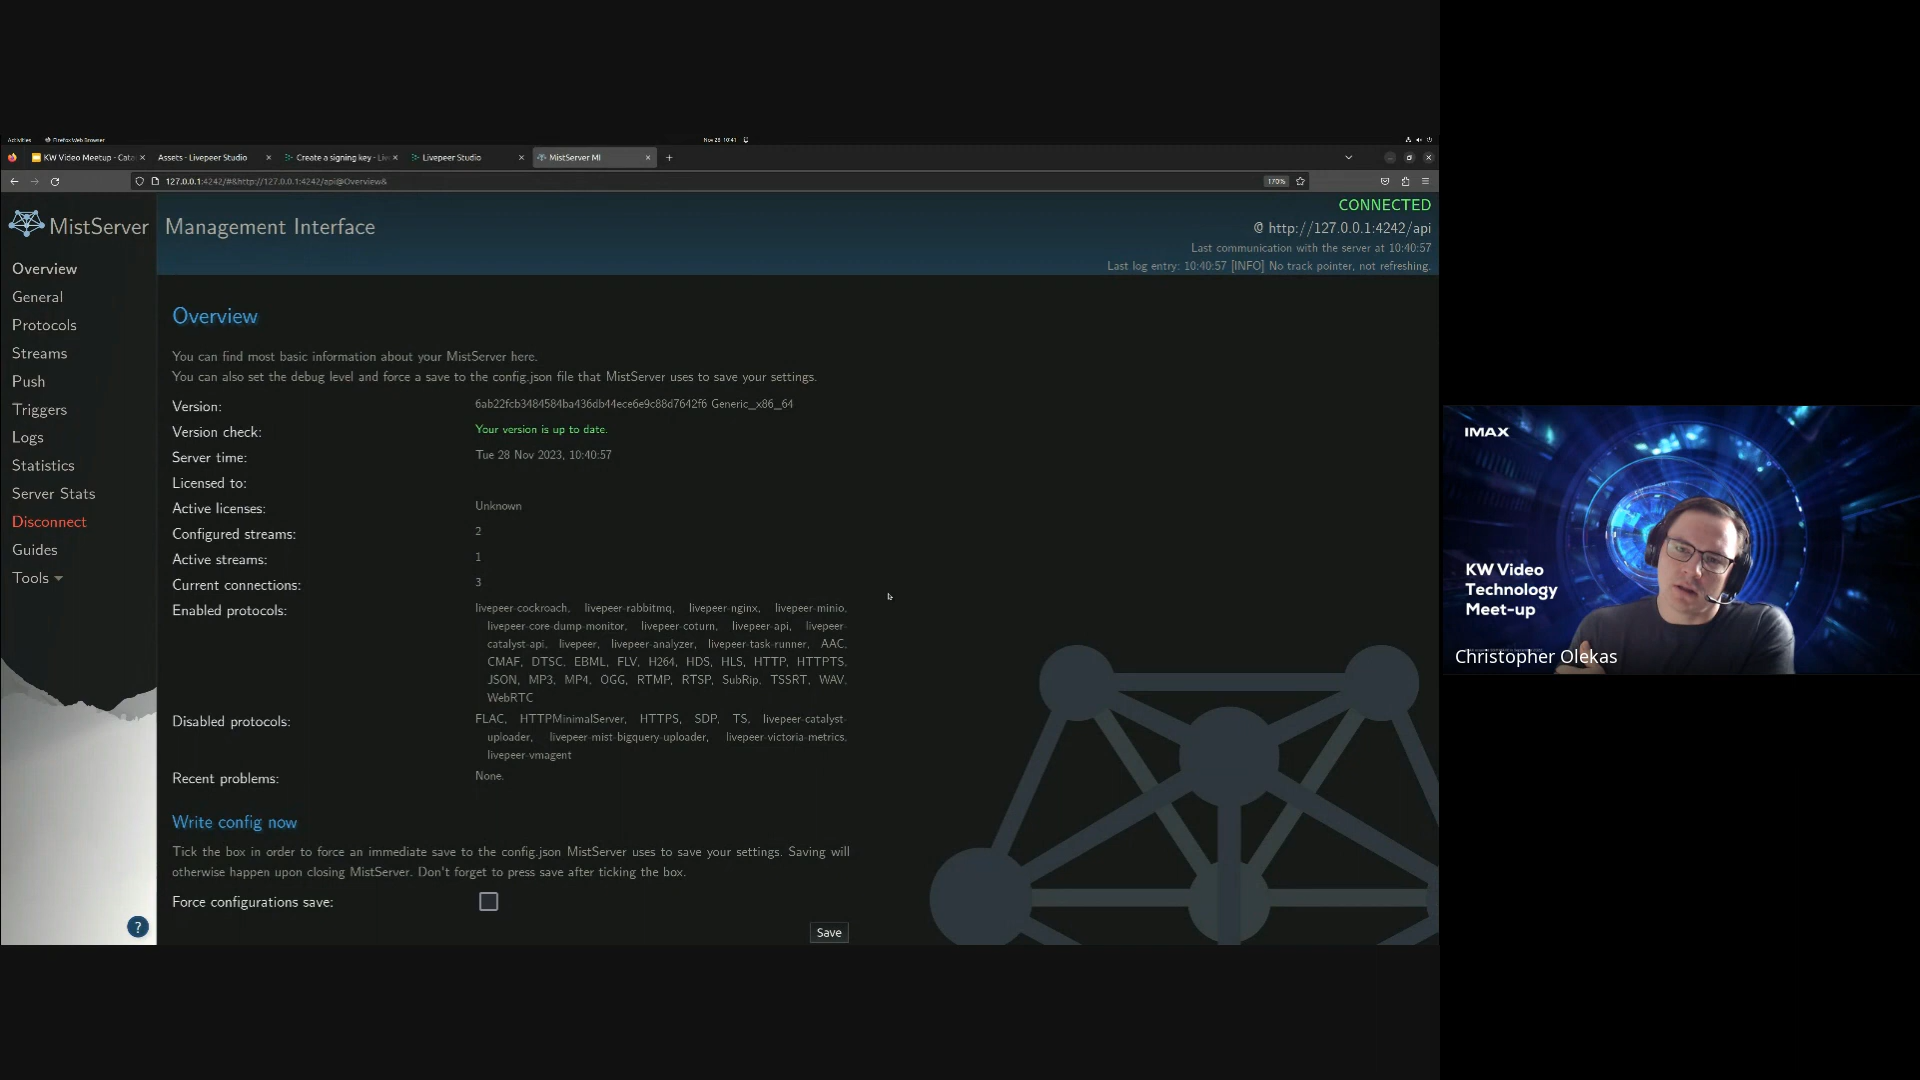 Activities Firefox Web Browser
Nov 28 10:41
KW Video Meetup - Cata
Assets - Livepeer Studio
Create a signing key - Live
Livepeer Studio
MistServer MI
127.0.0.1:4242/#&http://127.0.0.1:4242/api@Overview&
170%
MistServer
Management Interface
CONNECTED
@ http://127.0.0.1:4242/api
Last communication with the server at 10:40:57
Last log entry: 10:40:57 [INFO] No track pointer, not refreshing.
Overview
General
Protocols
Streams
Push
Triggers
Logs
Statistics
Server Stats
Disconnect
Guides
Tools
?
Overview
You can find most basic information about your MistServer here.
You can also set the debug level and force a save to the config.json file that MistServer uses to save your settings.
Version: 6ab22fcb3484584ba436db44ece6e9c88d7642f6 Generic_x86_64
Version check: Your version is up to date.
Server time: Tue 28 Nov 2023, 10:40:57
Licensed to:
Active licenses: Unknown
Configured streams: 2
Active streams: 1
Current connections: 3
Enabled protocols: livepeer-cockroach, livepeer-rabbitmq, livepeer-nginx, livepeer-minio,
livepeer-core-dump-monitor, livepeer-coturn, livepeer-api, livepeer-
catalyst-api, livepeer, livepeer-analyzer, livepeer-task-runner, AAC,
CMAF, DTSC, EBML, FLV, H264, HDS, HLS, HTTP, HTTPTS,
JSON, MP3, MP4, OGG, RTMP, RTSP, SubRip, TSSRT, WAV,
WebRTC
Disabled protocols: FLAC, HTTPMinimalServer, HTTPS, SDP, TS, livepeer-catalyst-
uploader, livepeer-mist-bigquery-uploader, livepeer-victoria-metrics,
livepeer-vmagent
Recent problems: None.
Write config now
Tick the box in order to force an immediate save to the config.json MistServer uses to save your settings. Saving will
otherwise happen upon closing MistServer. Don't forget to press save after ticking the box.
Force configurations save:
Save
IMAX
KW Video
Technology
Meet-up
Christopher Olekas